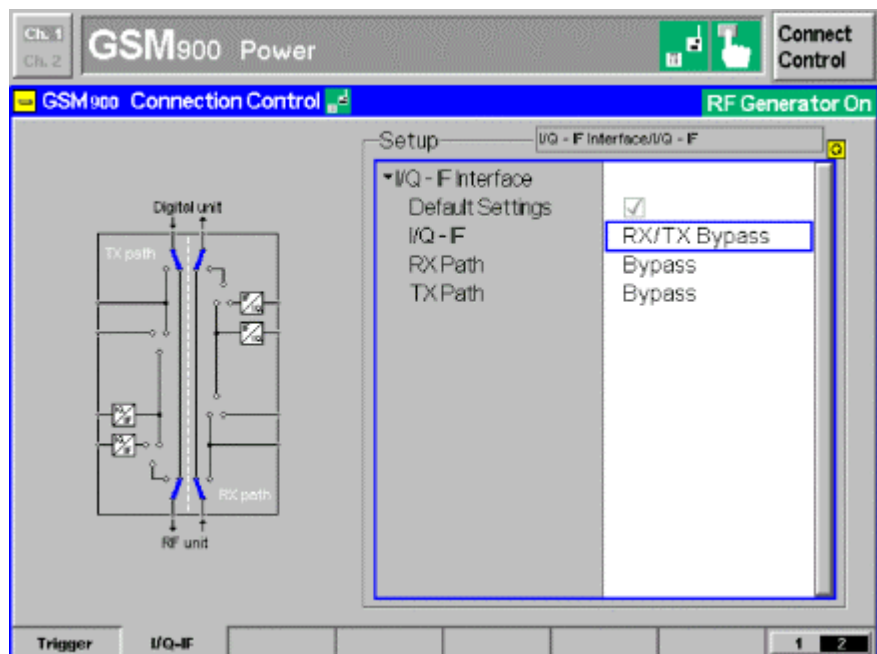 Ch. 1
Ch. 2
GSM900 Power
Connect
Control
GSM900 Connection Control
RF Generator On
Setup
I/Q - IF Interface/I/Q - IF
I/Q - IF Interface
Default Settings
I/Q - IF RX/TX Bypass
RX Path Bypass
TX Path Bypass
Digital unit
TX path
RX path
RF unit
Trigger I/Q-IF 1 2